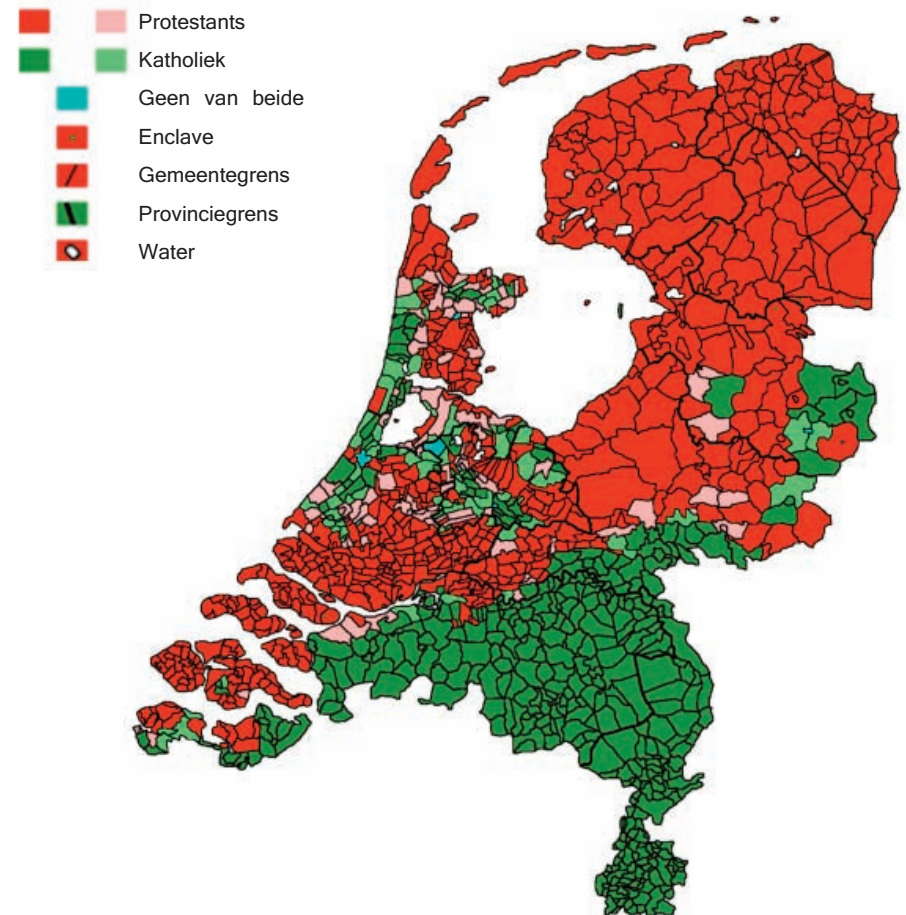 Protestants
Katholiek
Geen van beide
Enclave
Gemeentegrens
Provinciegrens
Water